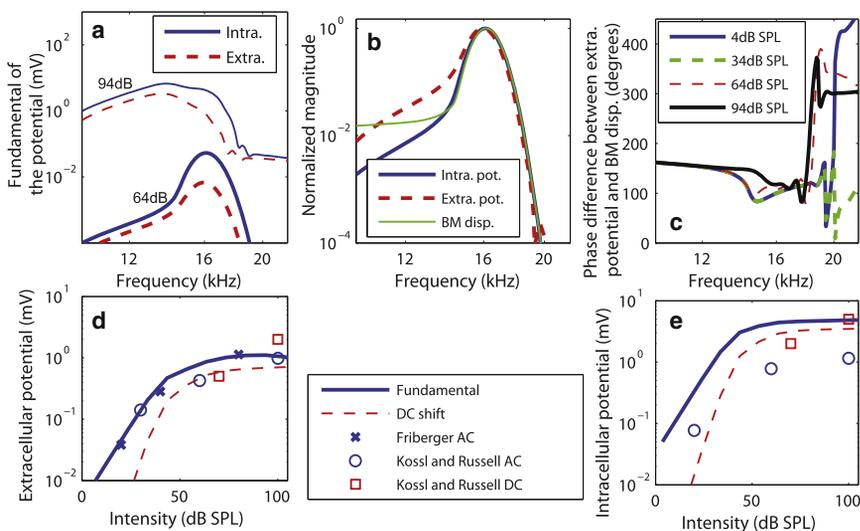 a
Intra.
Extra.
94dB
64dB
10^2
10^0
10^-2
12
16
20
Frequency (kHz)
Fundamental of
the potential (mV)
b
10^0
10^-2
10^-4
Intra. pot.
Extra. pot.
BM disp.
12
16
20
Frequency (kHz)
Normalized magnitude
4dB SPL
34dB SPL
64dB SPL
94dB SPL
c
400
300
200
100
0
12
16
20
Frequency (kHz)
Phase difference between extra.
potential and BM disp. (degrees)
d
10^1
10^0
10^-1
10^-2
0
50
100
Intensity (dB SPL)
Extracellular potential (mV)
Fundamental
DC shift
Friberger AC
Kossl and Russell AC
Kossl and Russell DC
e
10^1
10^0
10^-1
10^-2
0
50
100
Intensity (dB SPL)
Intracellular potential (mV)